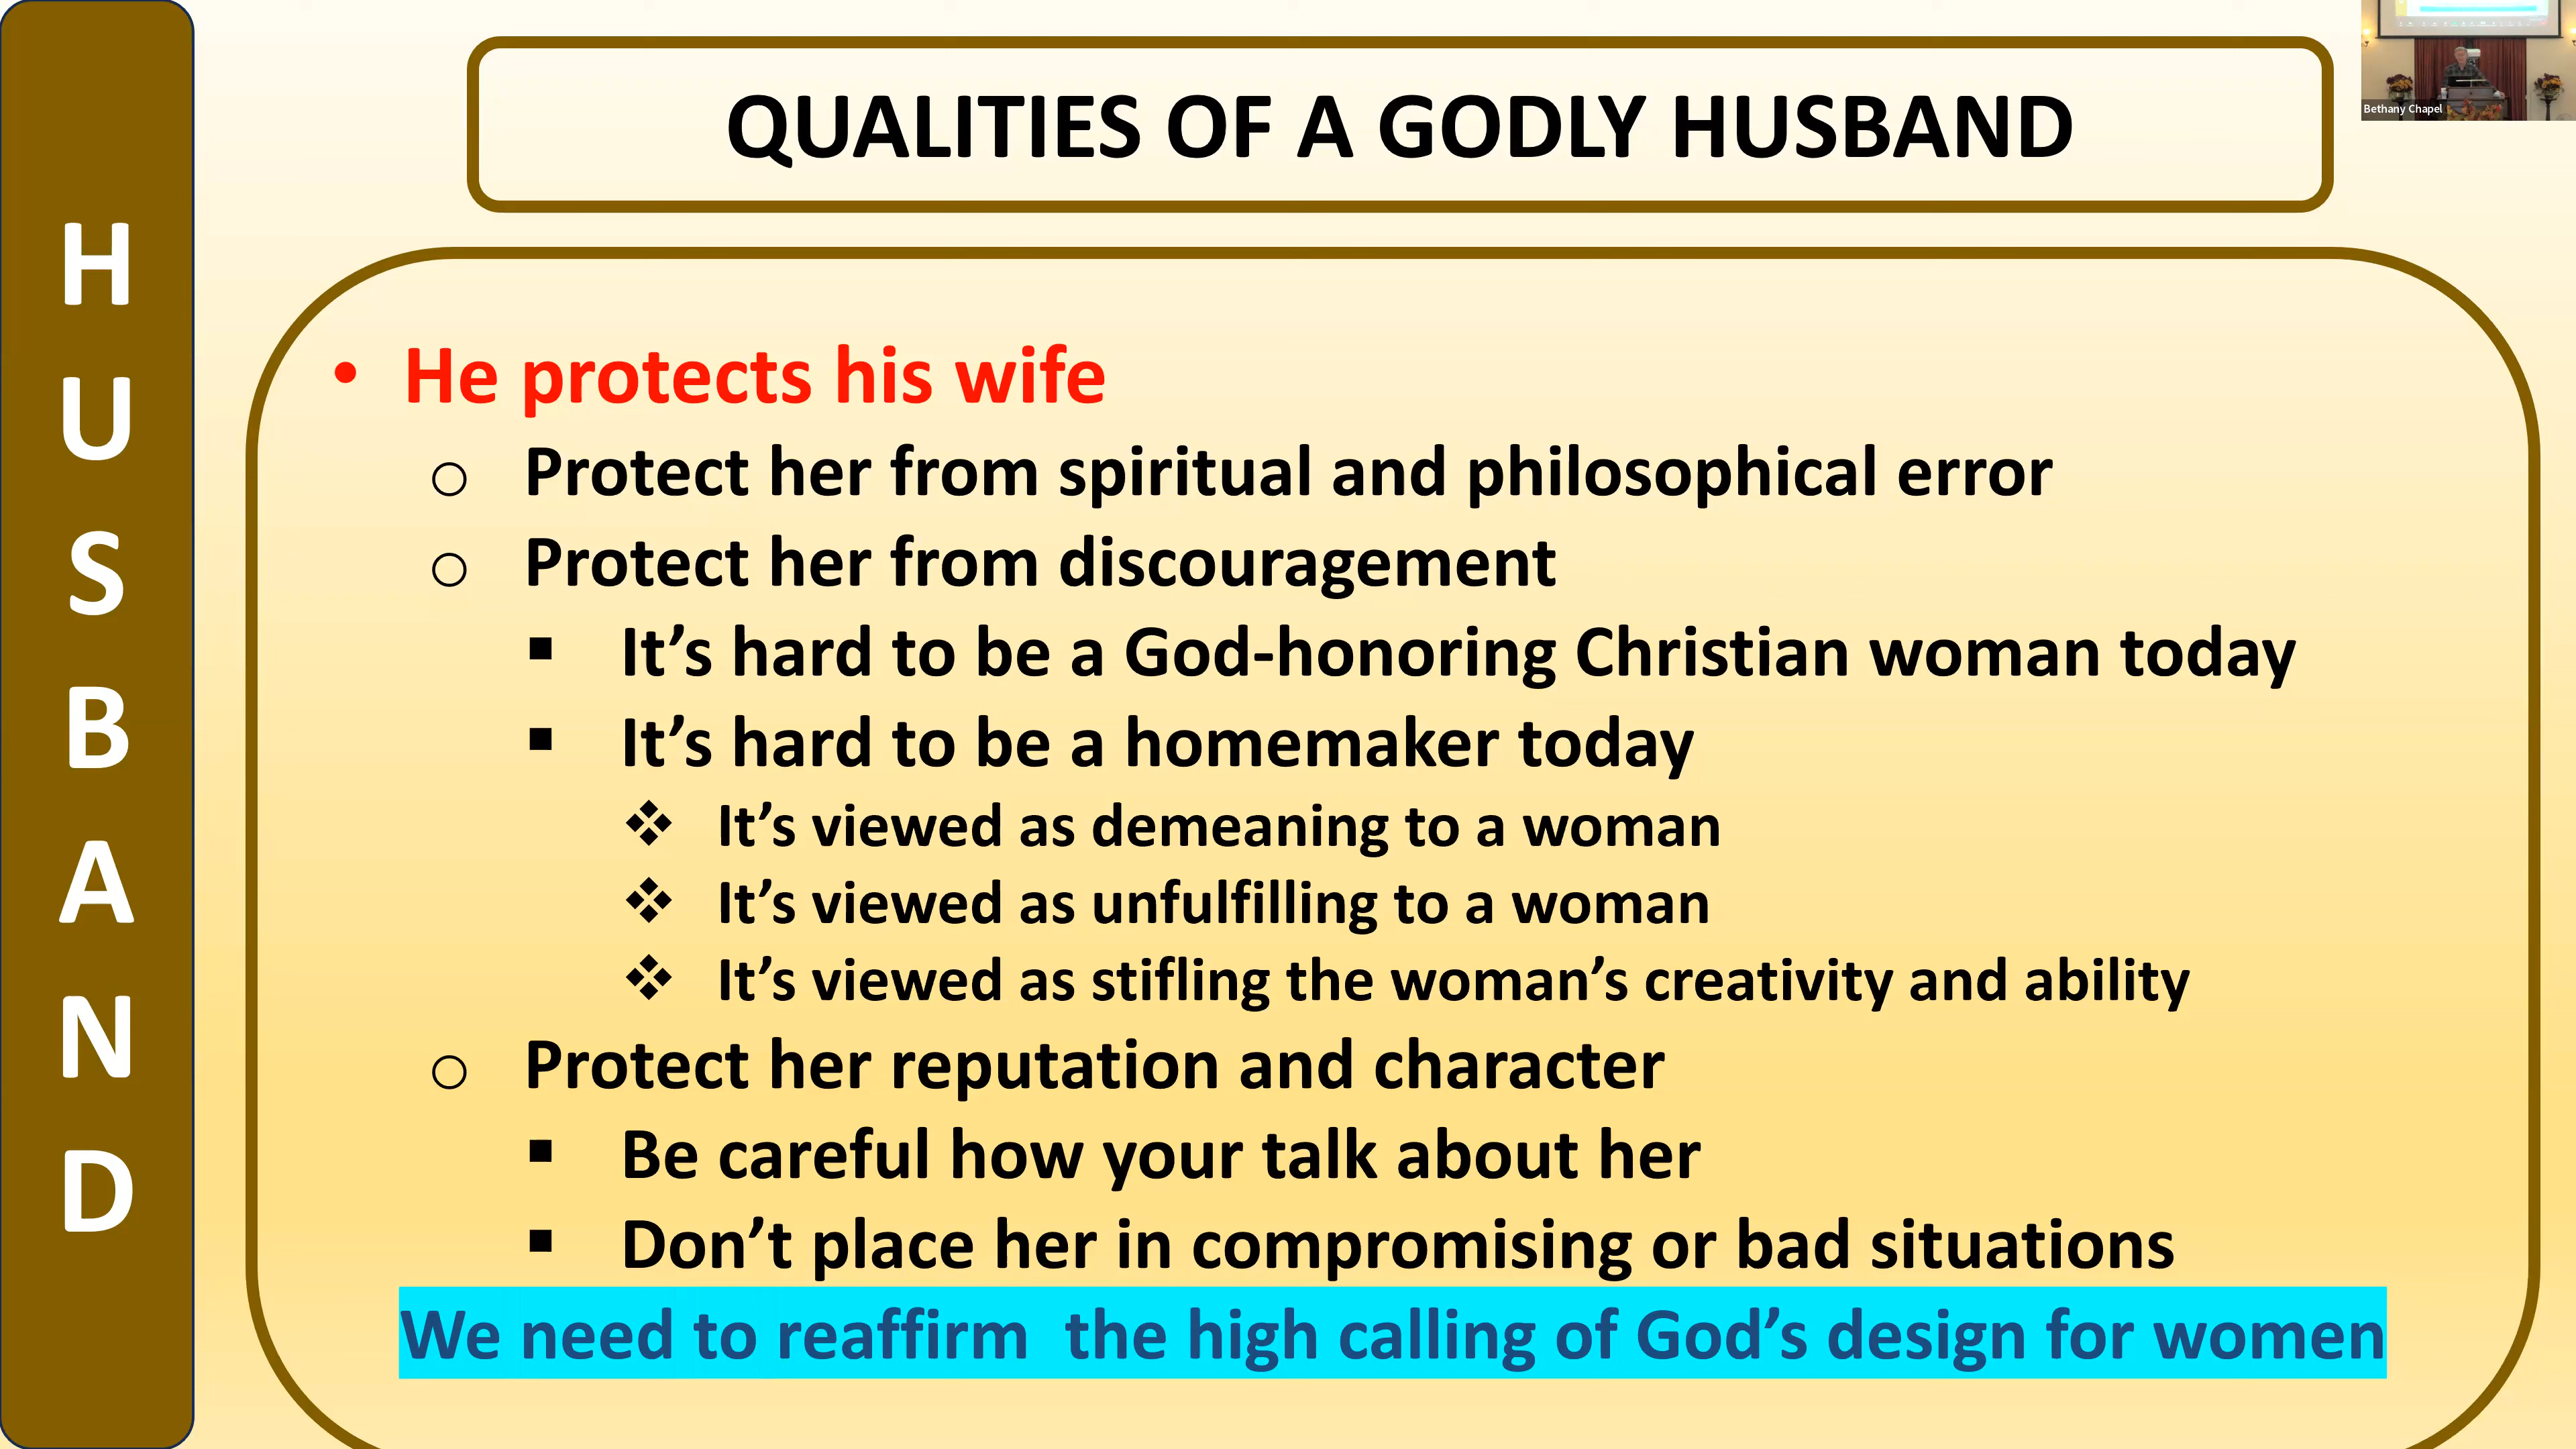 H
U
S
B
A
N
D
QUALITIES OF A GODLY HUSBAND
Bethany Chapel
• He protects his wife
o Protect her from spiritual and philosophical error
o Protect her from discouragement
▪ It’s hard to be a God-honoring Christian woman today
▪ It’s hard to be a homemaker today
❖ It’s viewed as demeaning to a woman
❖ It’s viewed as unfulfilling to a woman
❖ It’s viewed as stifling the woman’s creativity and ability
o Protect her reputation and character
▪ Be careful how your talk about her
▪ Don’t place her in compromising or bad situations
We need to reaffirm  the high calling of God’s design for women